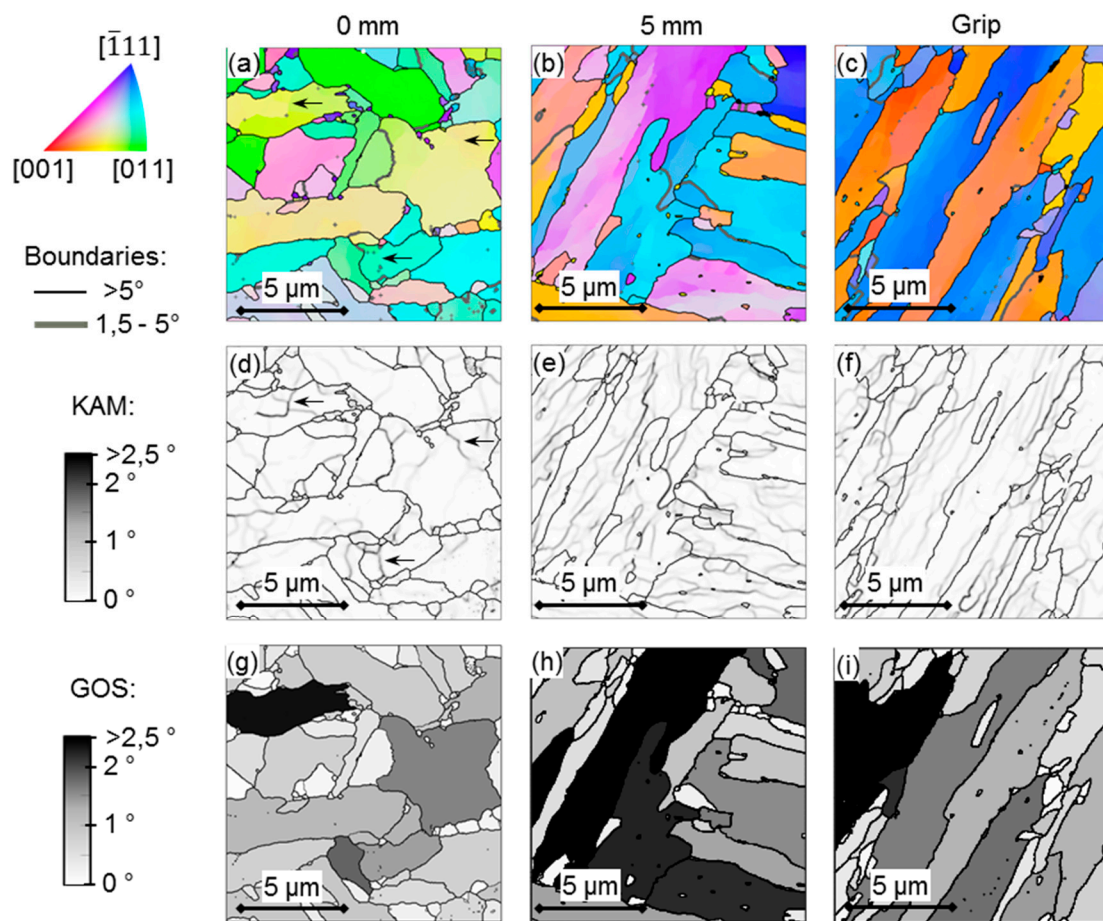 0 mm 5 mm Grip
[1̅11]
[001] [011]
(a) (b) (c)
Boundaries:
>5°
1,5 - 5°
5 µm 5 µm 5 µm
(d) (e) (f)
KAM:
>2,5 °
2 °
1 °
0 °
5 µm 5 µm 5 µm
(g) (h) (i)
GOS:
>2,5 °
2 °
1 °
0 °
5 µm 5 µm 5 µm